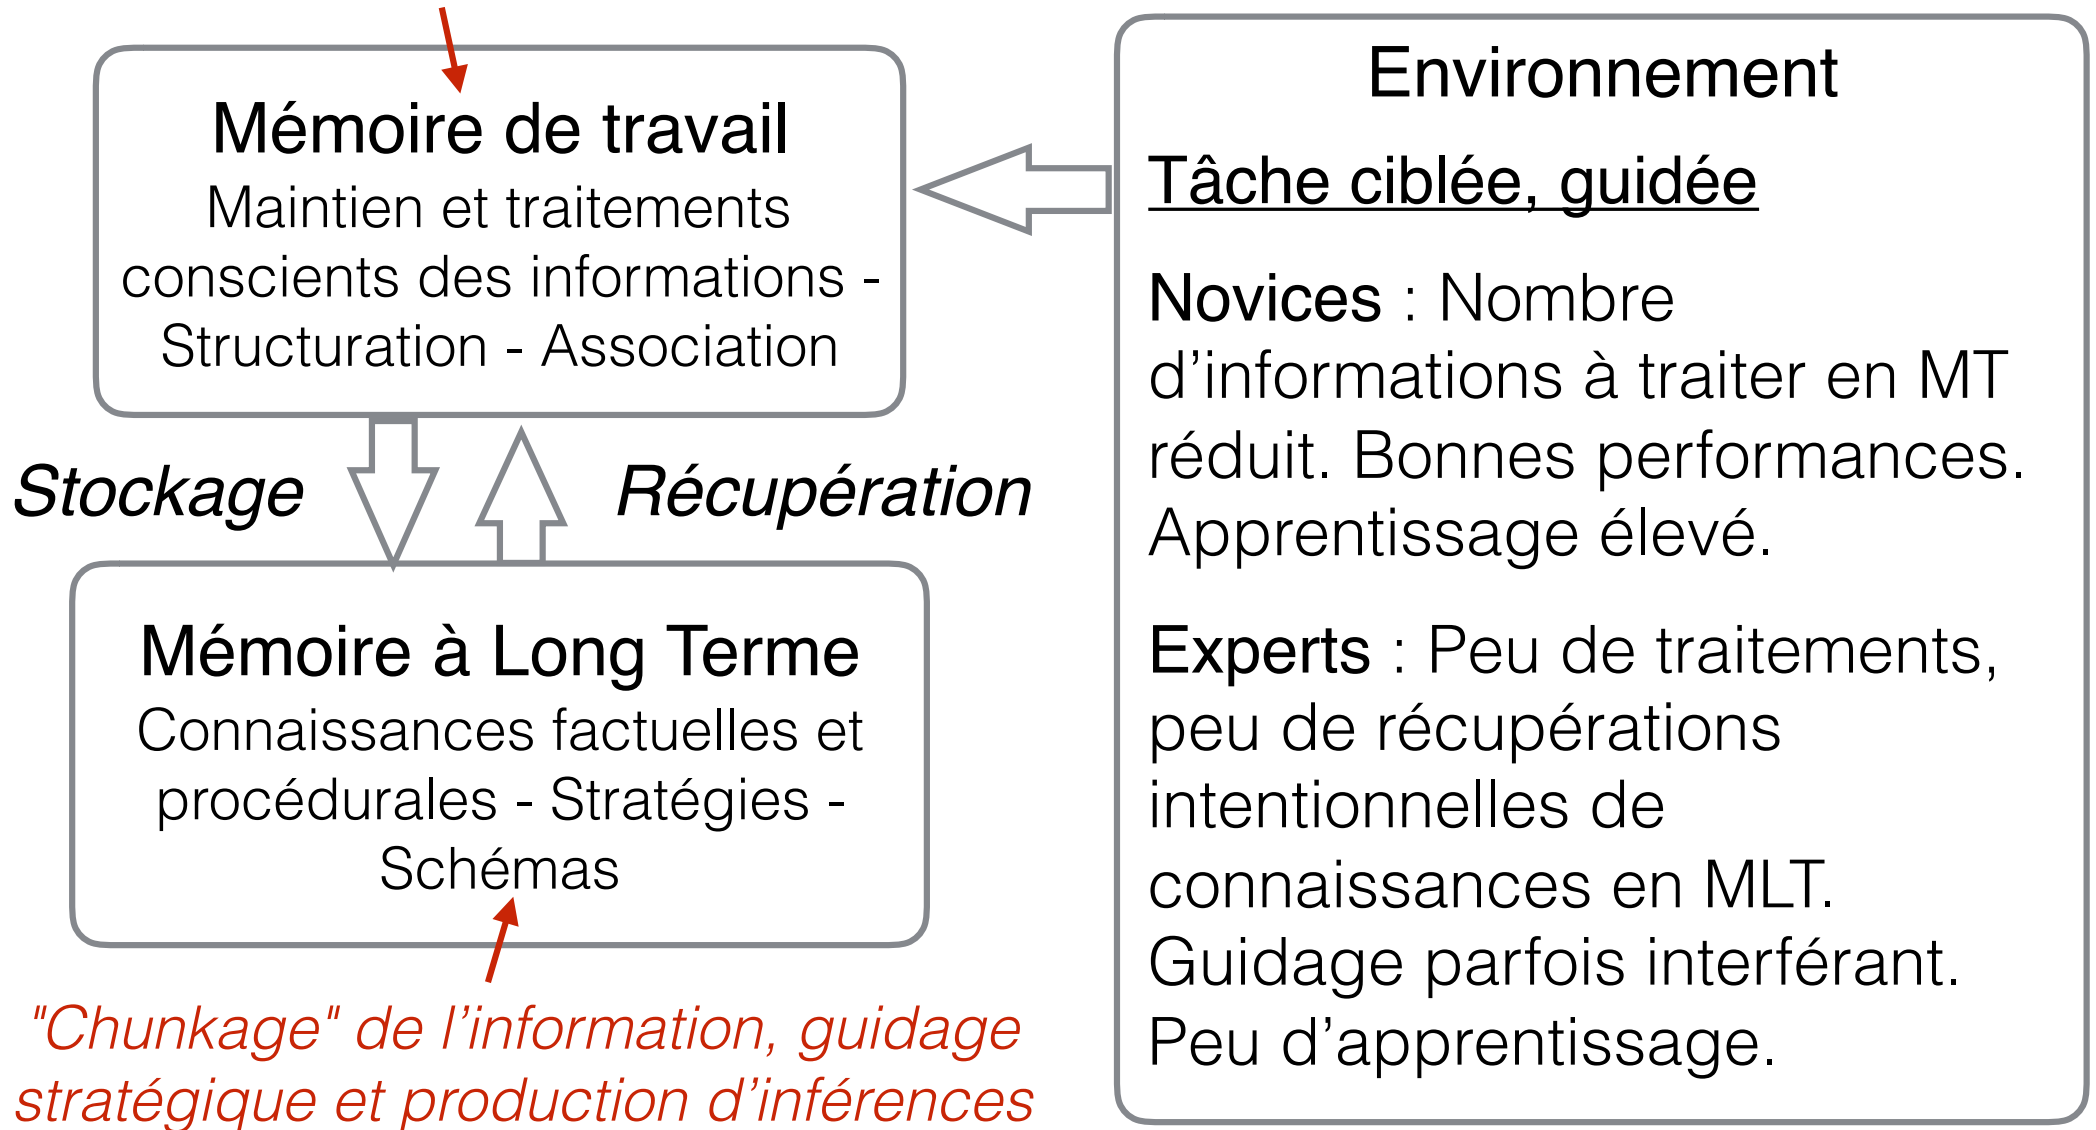 Mémoire de travail
Maintien et traitements
conscients des informations -
Structuration - Association
Stockage
Récupération
Mémoire à Long Terme
Connaissances factuelles et
procédurales - Stratégies -
Schémas
"Chunkage" de l’information, guidage
stratégique et production d’inférences
Environnement
Tâche ciblée, guidée
Novices : Nombre
d’informations à traiter en MT
réduit. Bonnes performances.
Apprentissage élevé.
Experts : Peu de traitements,
peu de récupérations
intentionnelles de
connaissances en MLT.
Guidage parfois interférant.
Peu d’apprentissage.